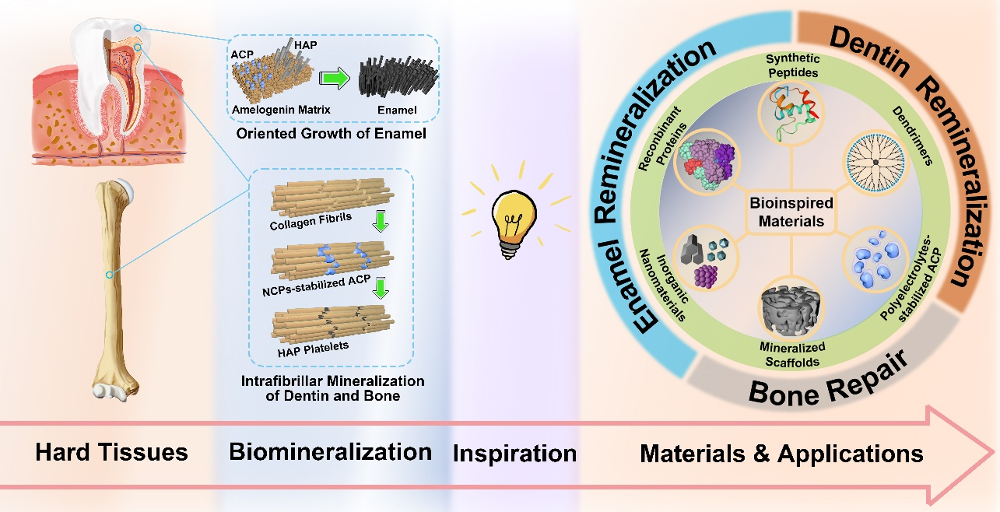 ACP
HAP
Amelogenin Matrix
Enamel
Oriented Growth of Enamel
Collagen Fibrils
NCPs-stabilized ACP
HAP Platelets
Intrafibrillar Mineralization
of Dentin and Bone
Enamel Remineralization
Dentin Remineralization
Bone Repair
Synthetic
Peptides
Dendrimers
Polyelectrolytes-
stabilized ACP
Mineralized
Scaffolds
Inorganic
Nanomaterials
Recombinant
Proteins
Bioinspired
Materials
Hard Tissues
Biomineralization
Inspiration
Materials & Applications